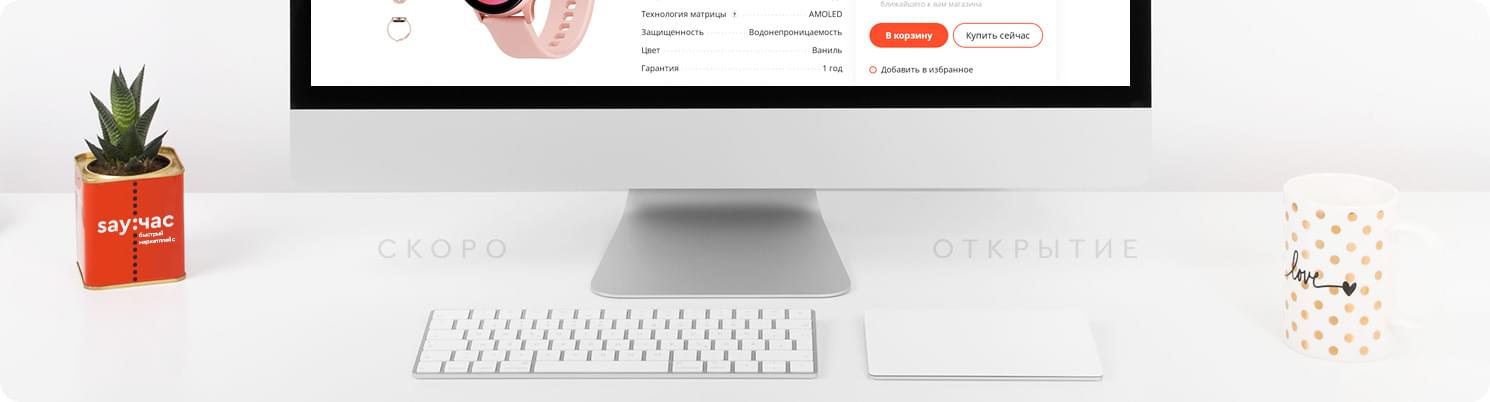 ближайшего к вам магазина
Технология матрицы ? AMOLED
Защищенность Водонепроницаемость
Цвет Ваниль
Гарантия 1 год
В корзину
Купить сейчас
Добавить в избранное
say:час
быстрый
маркетплейс
СКОРО ОТКРЫТИЕ
love